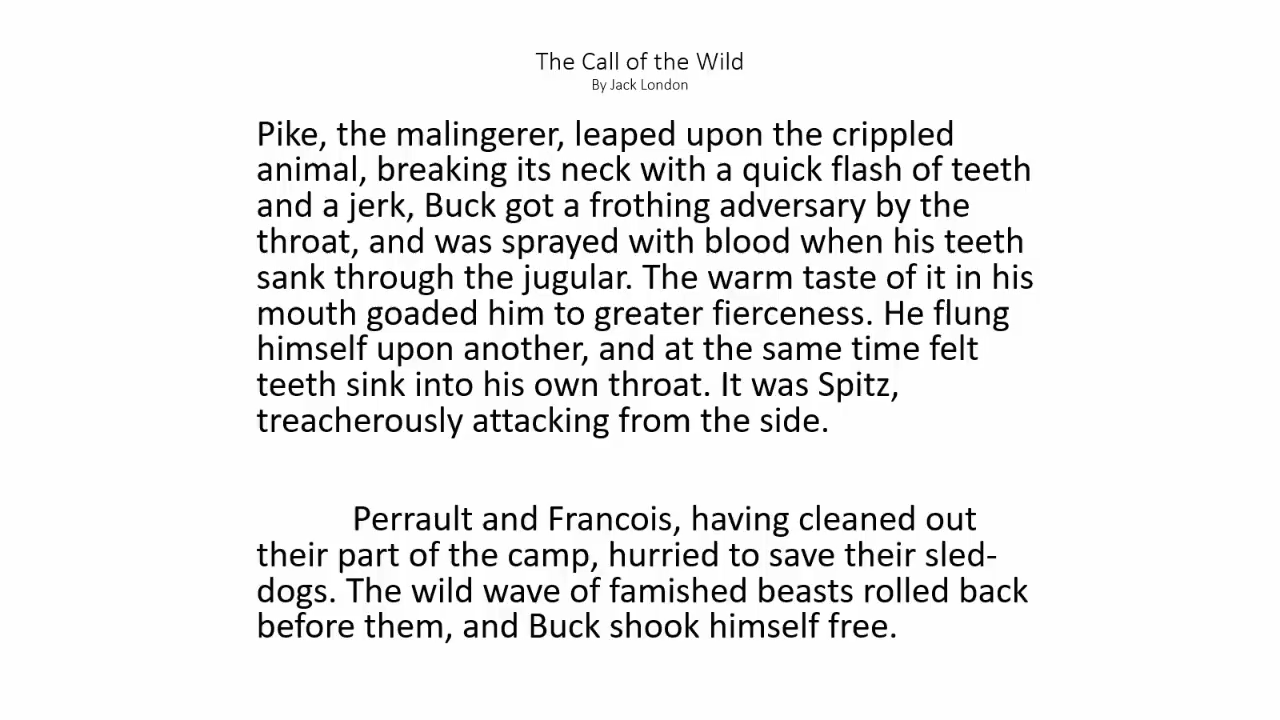 The Call of the Wild
By Jack London
Pike, the malingerer, leaped upon the crippled
animal, breaking its neck with a quick flash of teeth
and a jerk, Buck got a frothing adversary by the
throat, and was sprayed with blood when his teeth
sank through the jugular. The warm taste of it in his
mouth goaded him to greater fierceness. He flung
himself upon another, and at the same time felt
teeth sink into his own throat. It was Spitz,
treacherously attacking from the side.
Perrault and Francois, having cleaned out
their part of the camp, hurried to save their sled-
dogs. The wild wave of famished beasts rolled back
before them, and Buck shook himself free.